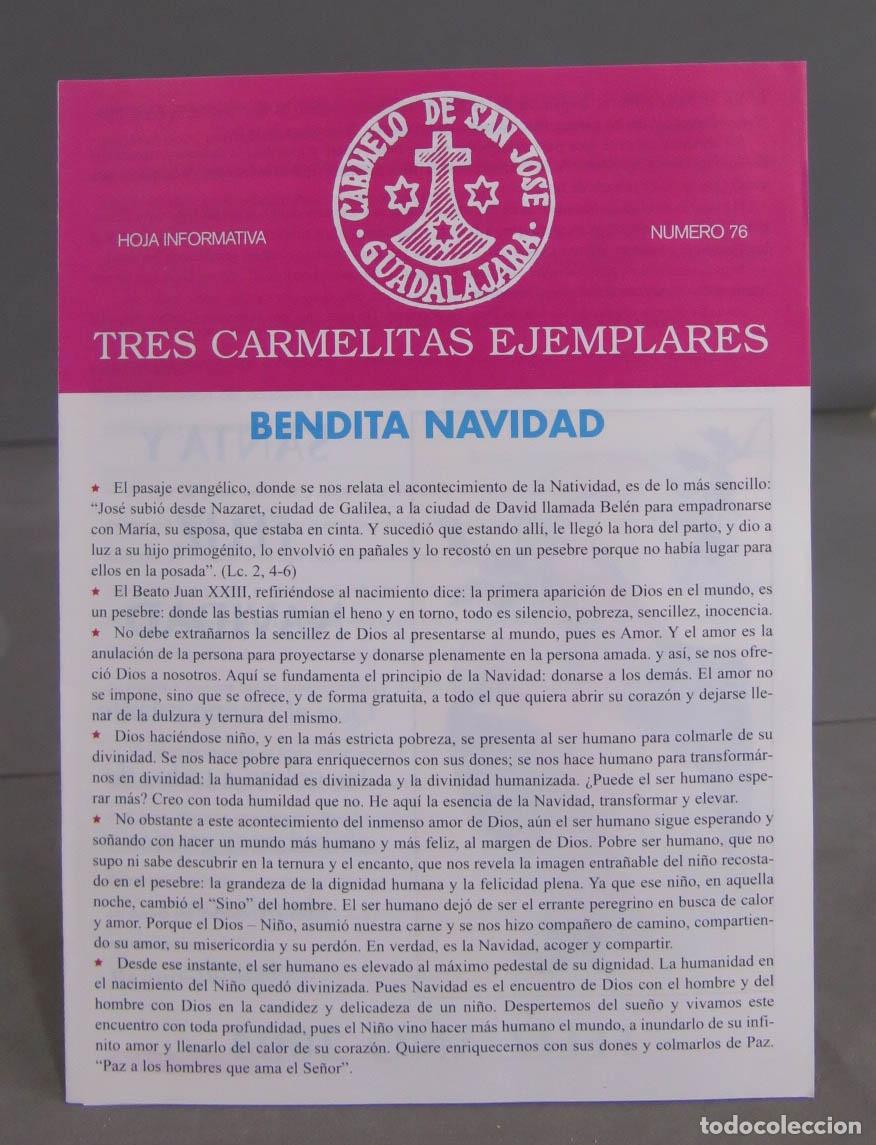 CARMELO DE SAN JOSE
· GUADALAJARA ·
HOJA INFORMATIVA
NUMERO 76
TRES CARMELITAS EJEMPLARES
BENDITA NAVIDAD
★ El pasaje evangélico, donde se nos relata el acontecimiento de la Natividad, es de lo más sencillo:
“José subió desde Nazaret, ciudad de Galilea, a la ciudad de David llamada Belén para empadronarse
con María, su esposa, que estaba en cinta. Y sucedió que estando allí, le llegó la hora del parto, y dio a
luz a su hijo primogénito, lo envolvió en pañales y lo recostó en un pesebre porque no había lugar para
ellos en la posada”. (Lc. 2, 4-6)
★ El Beato Juan XXIII, refiriéndose al nacimiento dice: la primera aparición de Dios en el mundo, es
un pesebre: donde las bestias rumian el heno y en torno, todo es silencio, pobreza, sencillez, inocencia.
★ No debe extrañarnos la sencillez de Dios al presentarse al mundo, pues es Amor. Y el amor es la
anulación de la persona para proyectarse y donarse plenamente en la persona amada. y así, se nos ofre-
ció Dios a nosotros. Aquí se fundamenta el principio de la Navidad: donarse a los demás. El amor no
se impone, sino que se ofrece, y de forma gratuita, a todo el que quiera abrir su corazón y dejarse lle-
nar de la dulzura y ternura del mismo.
★ Dios haciéndose niño, y en la más estricta pobreza, se presenta al ser humano para colmarle de su
divinidad. Se nos hace pobre para enriquecernos con sus dones; se nos hace humano para transformár-
nos en divinidad: la humanidad es divinizada y la divinidad humanizada. ¿Puede el ser humano espe-
rar más? Creo con toda humildad que no. He aquí la esencia de la Navidad, transformar y elevar.
★ No obstante a este acontecimiento del inmenso amor de Dios, aún el ser humano sigue esperando y
soñando con hacer un mundo más humano y más feliz, al margen de Dios. Pobre ser humano, que no
supo ni sabe descubrir en la ternura y el encanto, que nos revela la imagen entrañable del niño recosta-
do en el pesebre: la grandeza de la dignidad humana y la felicidad plena. Ya que ese niño, en aquella
noche, cambió el “Sino” del hombre. El ser humano dejó de ser el errante peregrino en busca de calor
y amor. Porque el Dios – Niño, asumió nuestra carne y se nos hizo compañero de camino, compartien-
do su amor, su misericordia y su perdón. En verdad, es la Navidad, acoger y compartir.
★ Desde ese instante, el ser humano es elevado al máximo pedestal de su dignidad. La humanidad en
el nacimiento del Niño quedó divinizada. Pues Navidad es el encuentro de Dios con el hombre y del
hombre con Dios en la candidez y delicadeza de un niño. Despertemos del sueño y vivamos este
encuentro con toda profundidad, pues el Niño vino hacer más humano el mundo, a inundarlo de su infi-
nito amor y llenarlo del calor de su corazón. Quiere enriquecernos con sus dones y colmarlos de Paz.
“Paz a los hombres que ama el Señor”.
todocoleccion